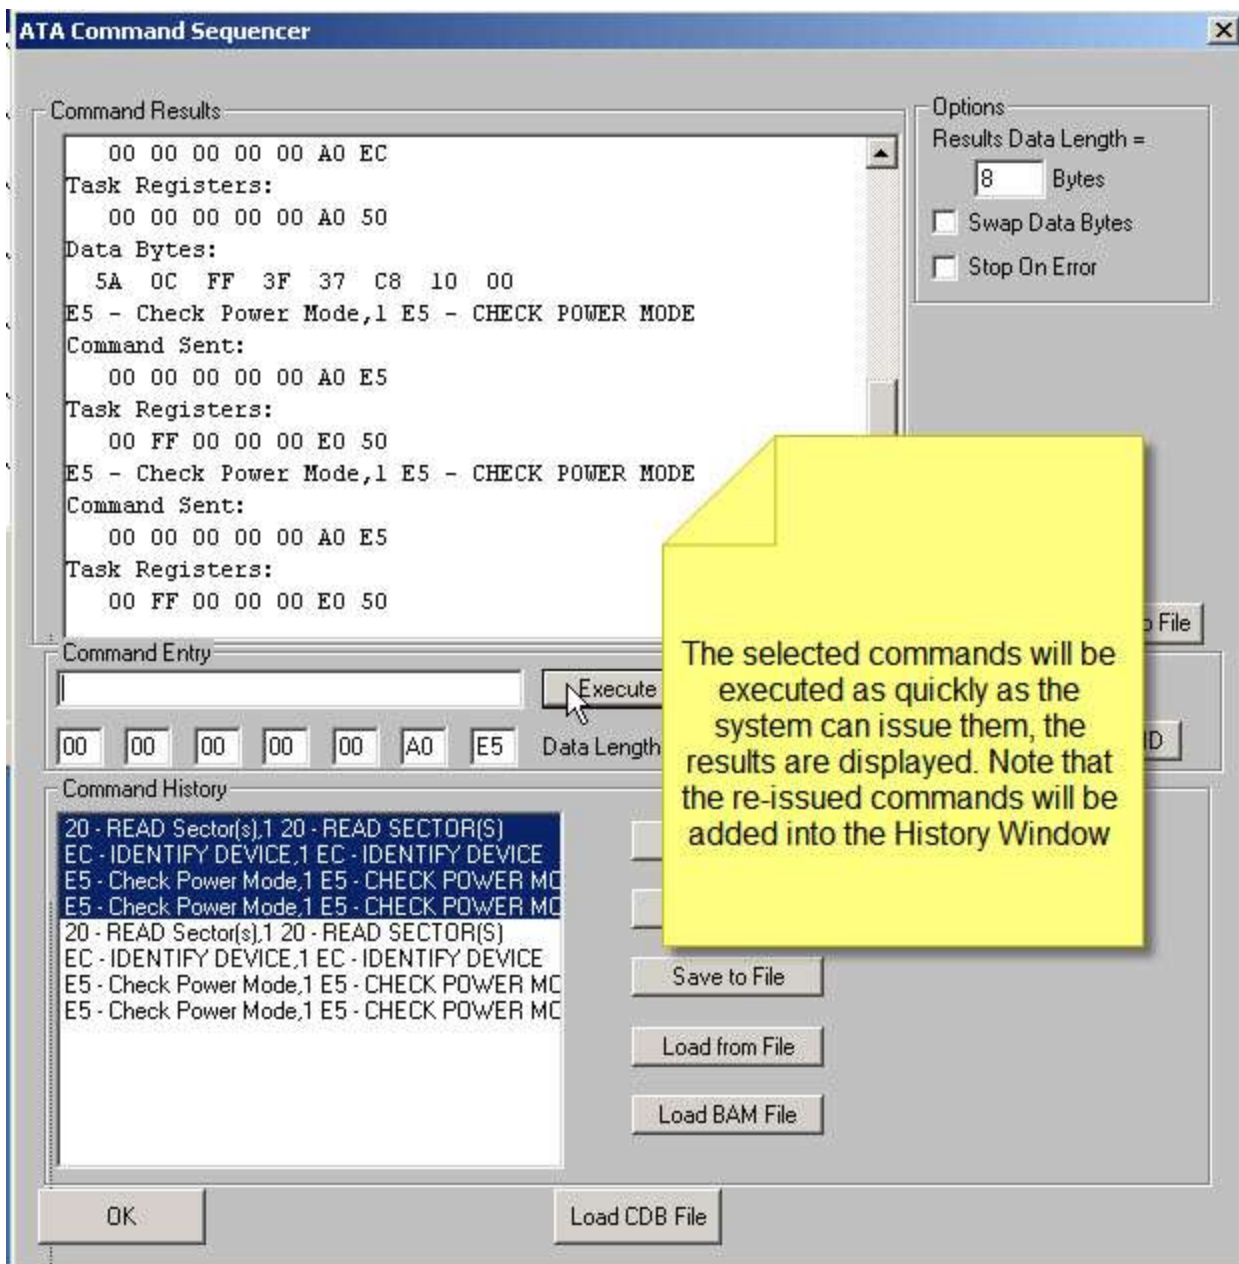 ATA Command Sequencer
Command Results
00 00 00 00 00 A0 EC
Task Registers:
00 00 00 00 00 A0 50
Data Bytes:
5A 0C FF 3F 37 C8 10 00
E5 - Check Power Mode,1 E5 - CHECK POWER MODE
Command Sent:
00 00 00 00 00 A0 E5
Task Registers:
00 FF 00 00 00 E0 50
E5 - Check Power Mode,1 E5 - CHECK POWER MODE
Command Sent:
00 00 00 00 00 A0 E5
Task Registers:
00 FF 00 00 00 E0 50
Options
Results Data Length =
8 Bytes
Swap Data Bytes
Stop On Error
File
Command Entry
Execute
00 00 00 00 00 A0 E5 Data Length
ID
The selected commands will be
executed as quickly as the
system can issue them, the
results are displayed. Note that
the re-issued commands will be
added into the History Window
Command History
20 - READ Sector(s),1 20 - READ SECTOR(S)
EC - IDENTIFY DEVICE,1 EC - IDENTIFY DEVICE
E5 - Check Power Mode,1 E5 - CHECK POWER MO
E5 - Check Power Mode,1 E5 - CHECK POWER MO
20 - READ Sector(s),1 20 - READ SECTOR(S)
EC - IDENTIFY DEVICE,1 EC - IDENTIFY DEVICE
E5 - Check Power Mode,1 E5 - CHECK POWER MO
E5 - Check Power Mode,1 E5 - CHECK POWER MO
Save to File
Load from File
Load BAM File
OK
Load CDB File